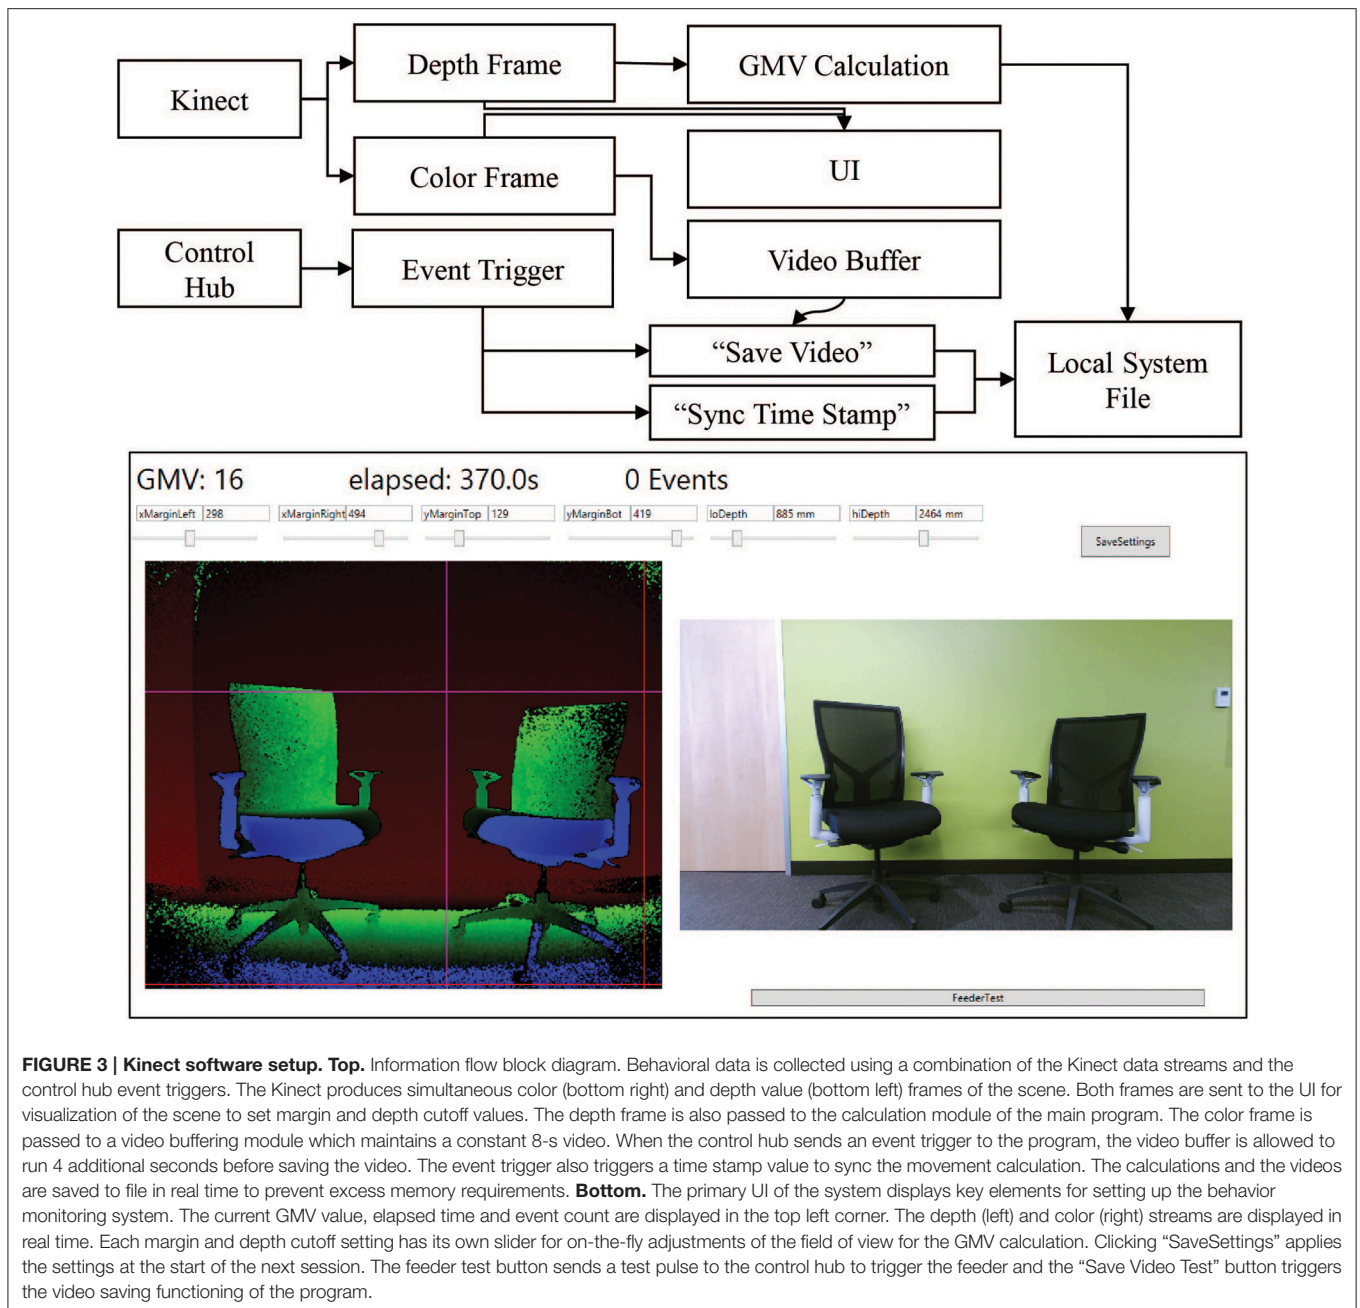 Depth Frame
GMV Calculation
Kinect
Color Frame
UI
Control
Hub
Event Trigger
Video Buffer
“Save Video”
“Sync Time Stamp”
Local System
File
GMV: 16 elapsed: 370.0s 0 Events
xMarginLeft 298 xMarginRight 494 yMarginTop 129 yMarginBot 419 loDepth 885 mm hiDepth 2464 mm
SaveSettings
FeederTest
FIGURE 3 | Kinect software setup. Top. Information flow block diagram. Behavioral data is collected using a combination of the Kinect data streams and the
control hub event triggers. The Kinect produces simultaneous color (bottom right) and depth value (bottom left) frames of the scene. Both frames are sent to the UI for
visualization of the scene to set margin and depth cutoff values. The depth frame is also passed to the calculation module of the main program. The color frame is
passed to a video buffering module which maintains a constant 8-s video. When the control hub sends an event trigger to the program, the video buffer is allowed to
run 4 additional seconds before saving the video. The event trigger also triggers a time stamp value to sync the movement calculation. The calculations and the videos
are saved to file in real time to prevent excess memory requirements. Bottom. The primary UI of the system displays key elements for setting up the behavior
monitoring system. The current GMV value, elapsed time and event count are displayed in the top left corner. The depth (left) and color (right) streams are displayed in
real time. Each margin and depth cutoff setting has its own slider for on-the-fly adjustments of the field of view for the GMV calculation. Clicking “SaveSettings” applies
the settings at the start of the next session. The feeder test button sends a test pulse to the control hub to trigger the feeder and the “Save Video Test” button triggers
the video saving functioning of the program.